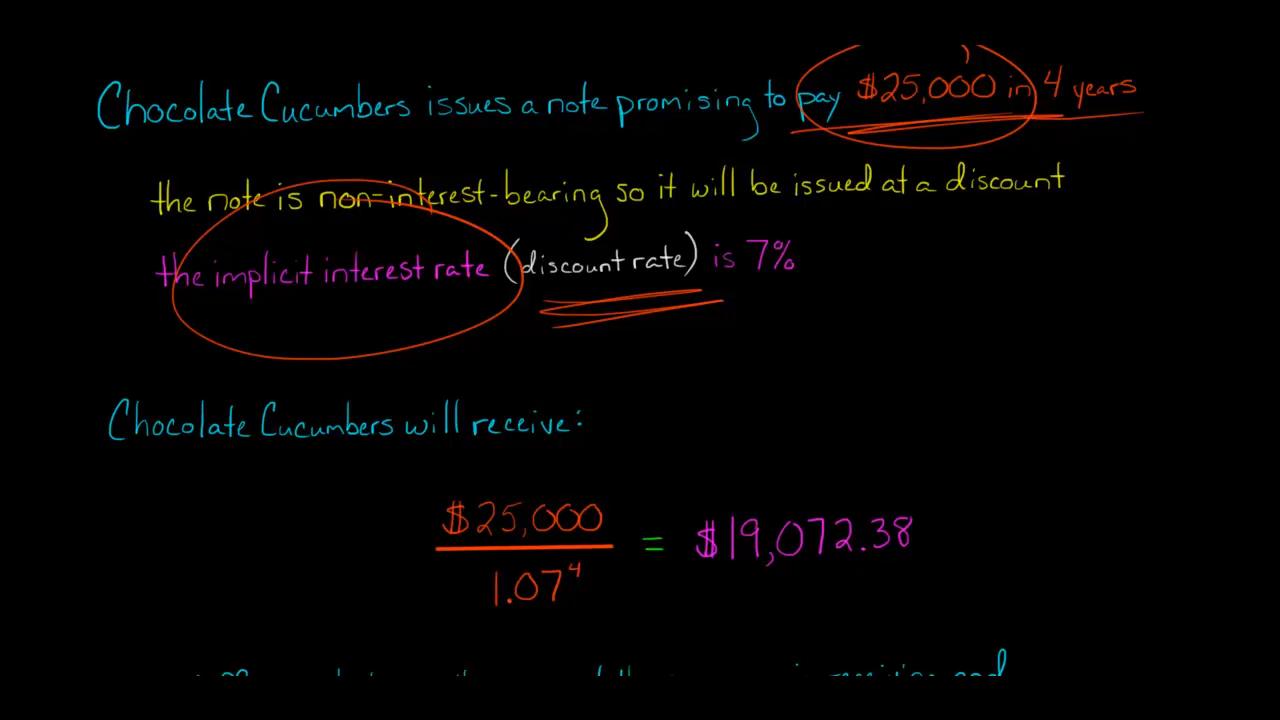 Chocolate Cucumbers issues a note promising to pay $25,000 in 4 years
the note is non-interest-bearing so it will be issued at a discount
the implicit interest rate (discount rate) is 7%
Chocolate Cucumbers will receive:
$25,000
= $19,072.38
1.07⁴